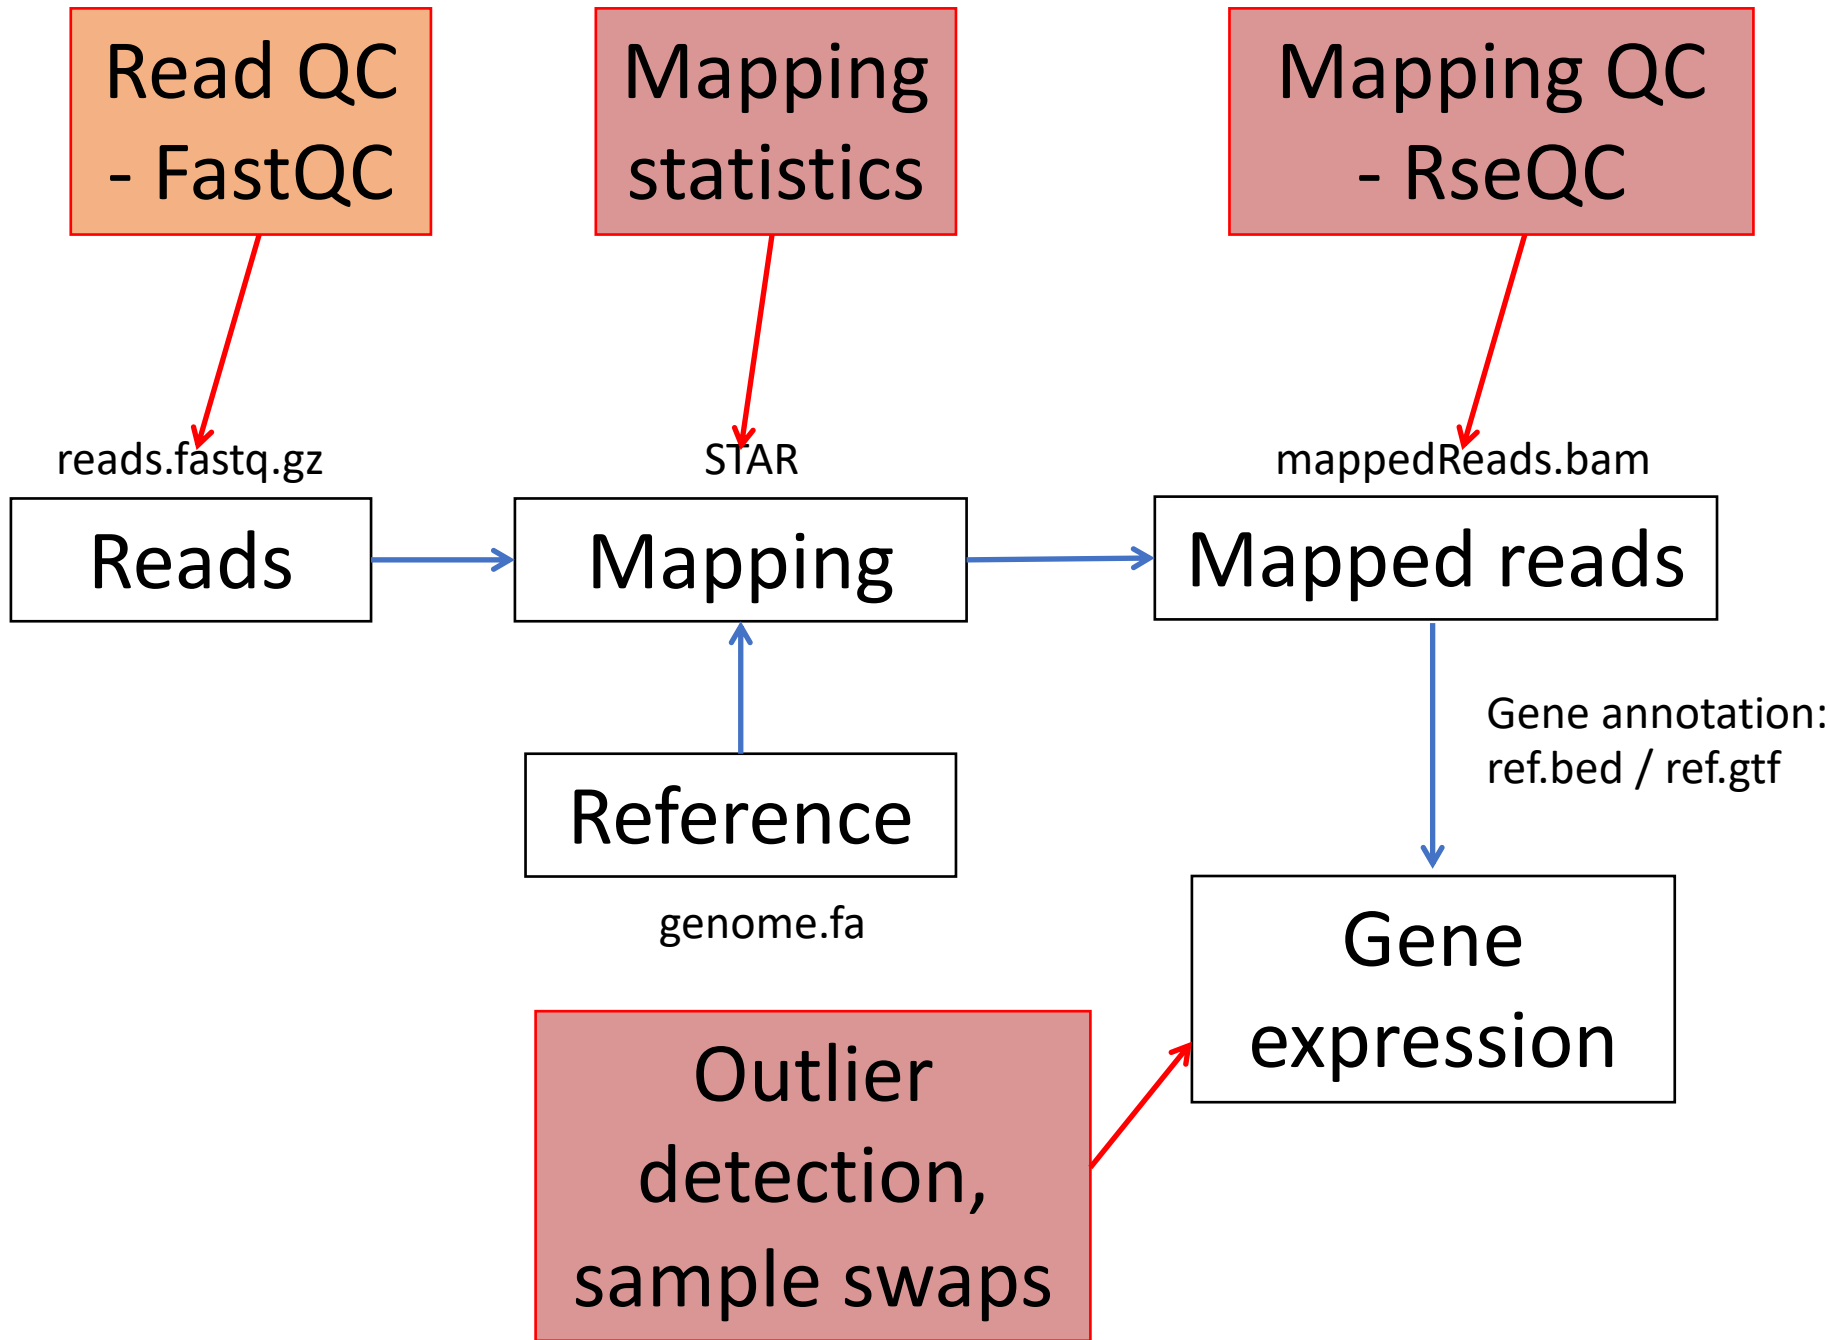 Read QC
- FastQC
Mapping
statistics
Mapping QC
- RseQC
reads.fastq.gz
STAR
mappedReads.bam
Reads
Mapping
Mapped reads
Gene annotation:
ref.bed / ref.gtf
Reference
genome.fa
Gene
expression
Outlier
detection,
sample swaps